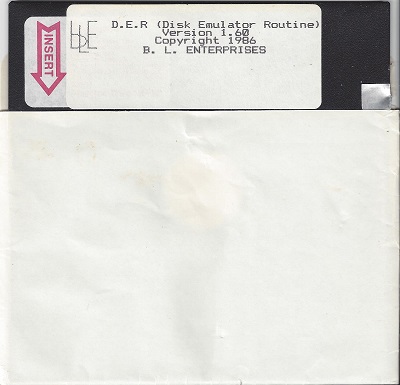 INSERT
BLE
D.E.R (Disk Emulator Routine)
Version 1.60
Copyright 1986
B. L. ENTERPRISES